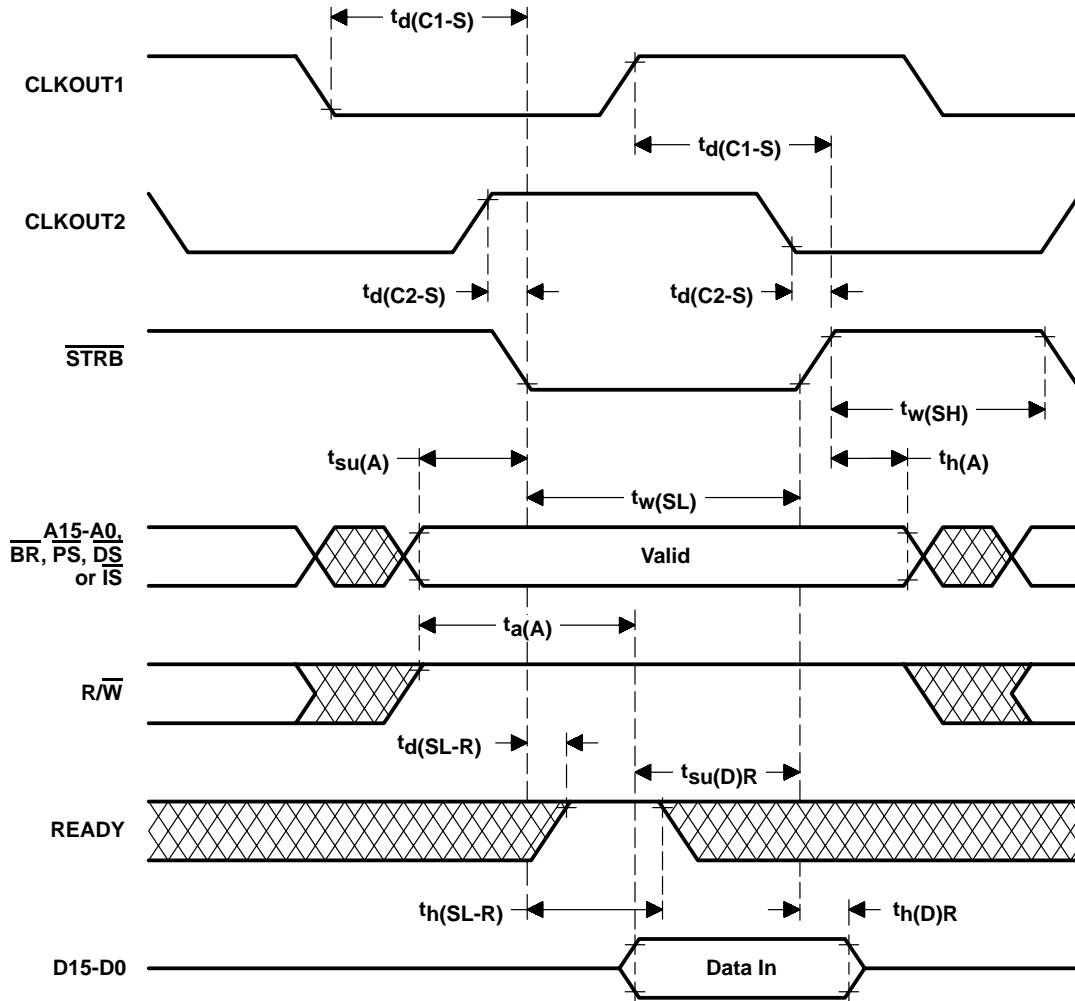 td(C1-S)
CLKOUT1
td(C1-S)
CLKOUT2
td(C2-S)
td(C2-S)
STRB
tw(SH)
tsu(A)
th(A)
tw(SL)
A15-A0,
BR, PS, DS
or IS
Valid
ta(A)
R/W
td(SL-R)
tsu(D)R
READY
th(SL-R)
th(D)R
D15-D0
Data In